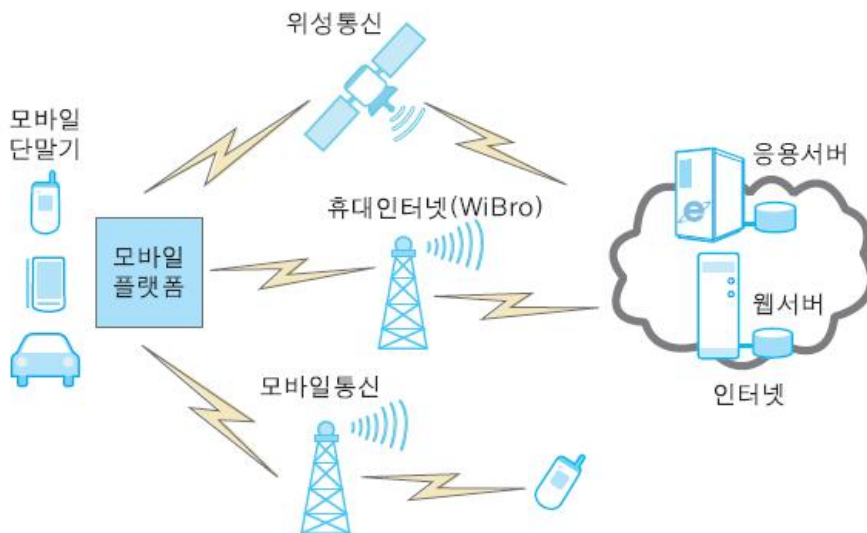 위성통신
모바일
단말기
모바일
플랫폼
휴대인터넷(WiBro)
모바일통신
응용서버
e
웹서버
인터넷